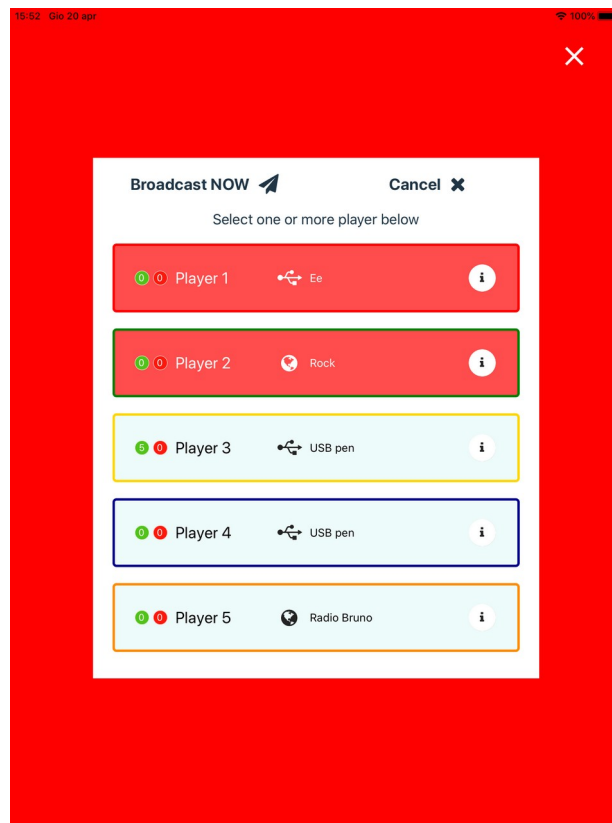 15:52 Gio 20 apr 100%
Broadcast NOW Cancel
Select one or more player below
0 0 Player 1 Ee i
0 0 Player 2 Rock i
5 0 Player 3 USB pen i
0 0 Player 4 USB pen i
0 0 Player 5 Radio Bruno i